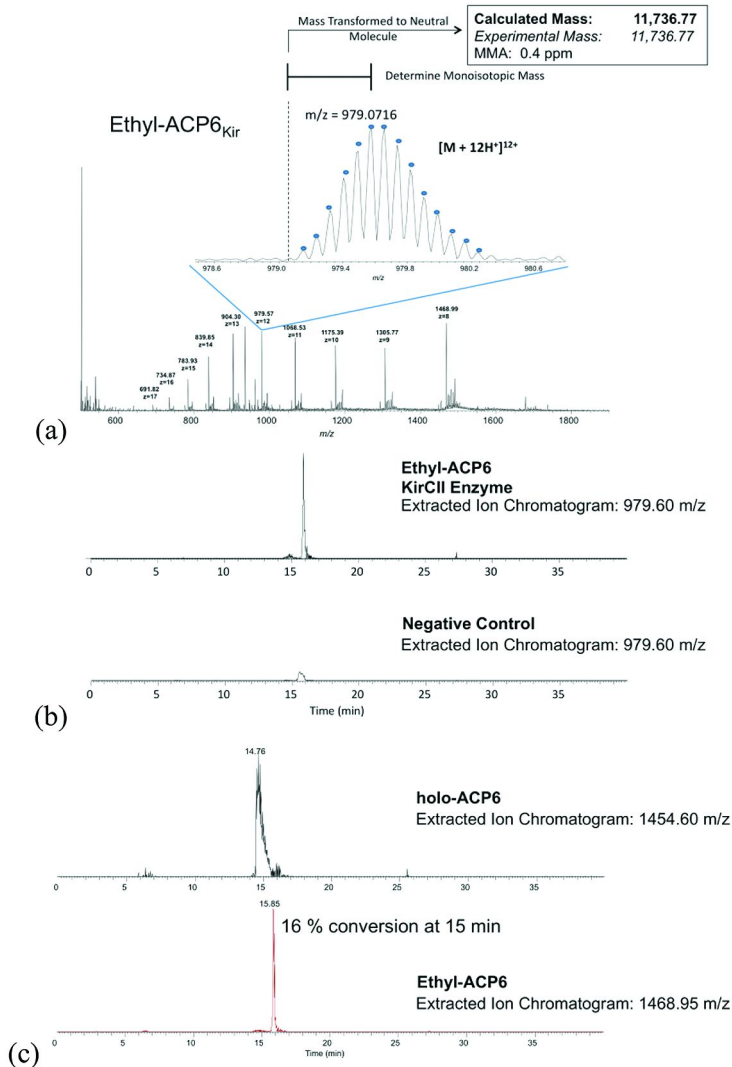 Mass Transformed to Neutral
Molecule
Calculated Mass: 11,736.77
Experimental Mass: 11,736.77
MMA: 0.4 ppm
Determine Monoisotopic Mass
Ethyl-ACP6Kir
m/z = 979.0716
[M + 12H⁺]¹²⁺
978.6 979.0 979.4 979.8 980.2 980.6
m/z
691.82
z=17
734.87
z=16
783.93
z=15
839.85
z=14
904.30
z=13
979.57
z=12
1068.53
z=11
1175.39
z=10
1305.77
z=9
1468.99
z=8
600 800 1000 1200 1400 1600 1800
m/z
(a)
Ethyl-ACP6
KirCII Enzyme
Extracted Ion Chromatogram: 979.60 m/z
0 5 10 15 20 25 30 35
Negative Control
Extracted Ion Chromatogram: 979.60 m/z
0 5 10 15 20 25 30 35
Time (min)
(b)
14.76
holo-ACP6
Extracted Ion Chromatogram: 1454.60 m/z
0 5 10 15 20 25 30 35
15.85
16 % conversion at 15 min
Ethyl-ACP6
Extracted Ion Chromatogram: 1468.95 m/z
0 5 10 15 20 25 30 35
Time (min)
(c)